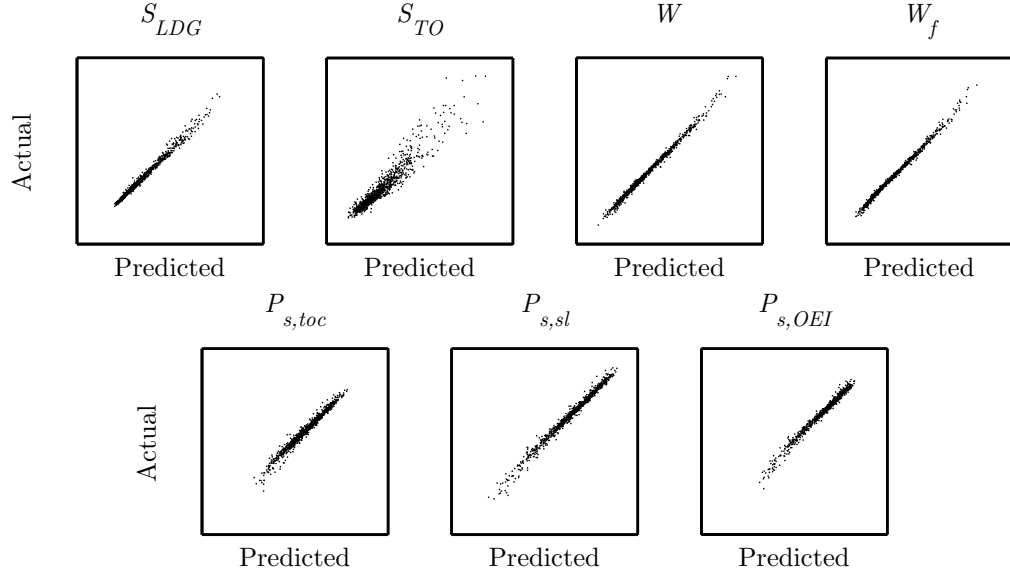 S_LDG S_TO W W_f
Actual
Predicted Predicted Predicted Predicted
P_s,toc P_s,sl P_s,OEI
Actual
Predicted Predicted Predicted